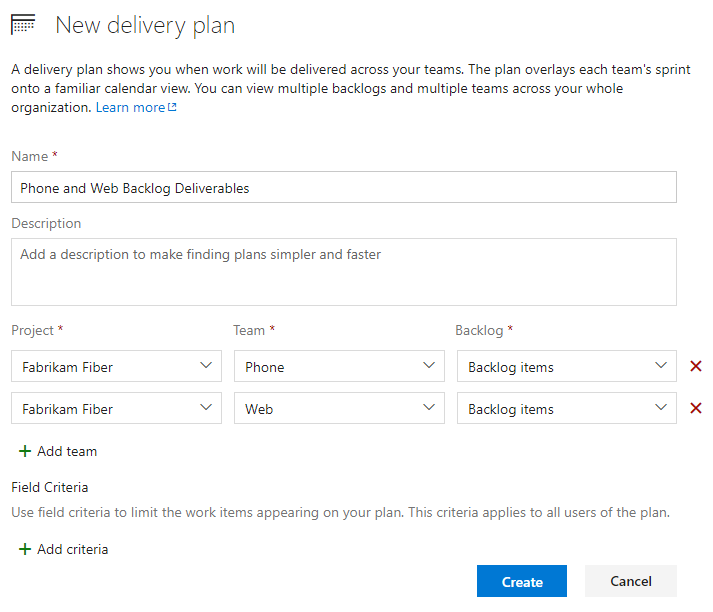 New delivery plan
A delivery plan shows you when work will be delivered across your teams. The plan overlays each team's sprint
onto a familiar calendar view. You can view multiple backlogs and multiple teams across your whole
organization. Learn more
Name *
Phone and Web Backlog Deliverables
Description
Add a description to make finding plans simpler and faster
Project * Team * Backlog *
Fabrikam Fiber Phone Backlog items
Fabrikam Fiber Web Backlog items
+ Add team
Field Criteria
Use field criteria to limit the work items appearing on your plan. This criteria applies to all users of the plan.
+ Add criteria
Create Cancel